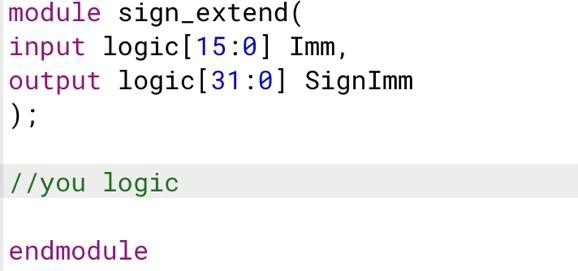 module sign_extend(
input logic[15:0] Imm,
output logic[31:0] SignImm
);
//you logic
endmodule